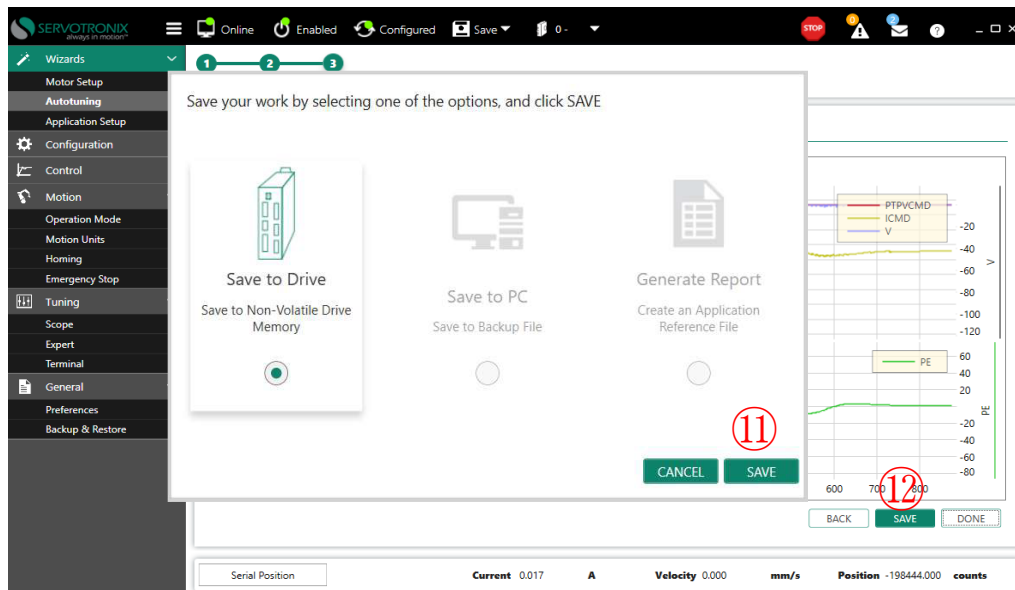 SERVOTRONIX
always in motion™
Online
Enabled
Configured
Save
0 -
STOP
0
2
?
Wizards
Motor Setup
Autotuning
Application Setup
Configuration
Control
Motion
Operation Mode
Motion Units
Homing
Emergency Stop
Tuning
Scope
Expert
Terminal
General
Preferences
Backup & Restore
1
2
3
Save your work by selecting one of the options, and click SAVE
Save to Drive
Save to Non-Volatile Drive
Memory
Save to PC
Save to Backup File
Generate Report
Create an Application
Reference File
⑪
CANCEL
SAVE
PTPVCMD
ICMD
V
-20
-40
-60
-80
-100
-120
V
PE
60
40
20
-20
-40
-60
-80
PE
600
700
800
⑫
BACK
SAVE
DONE
Serial Position
Current 0.017 A
Velocity 0.000 mm/s
Position -198444.000 counts